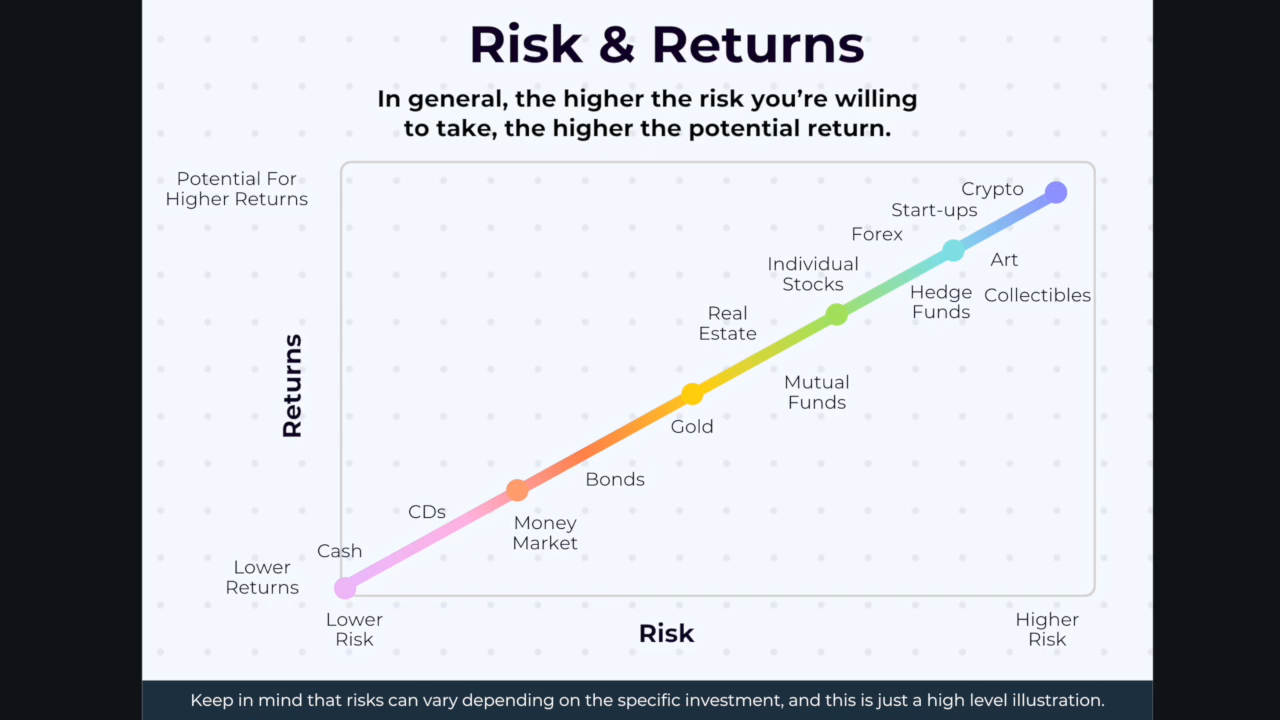 Risk & Returns
In general, the higher the risk you’re willing
to take, the higher the potential return.
Potential For
Higher Returns
Crypto
Start-ups
Forex
Art
Individual
Stocks
Hedge
Funds
Collectibles
Real
Estate
Returns
Mutual
Funds
Gold
Bonds
CDs
Money
Market
Cash
Lower
Returns
Lower
Risk
Risk
Higher
Risk
Keep in mind that risks can vary depending on the specific investment, and this is just a high level illustration.